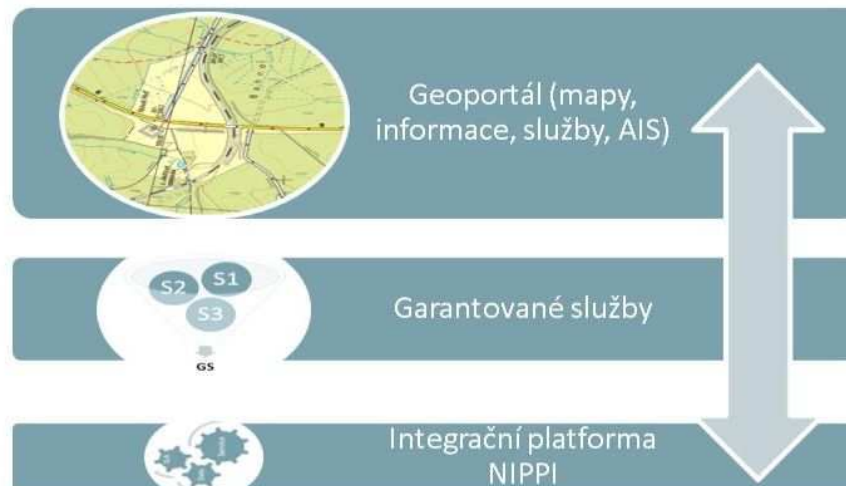 Geoportál (mapy,
informace, služby, AIS)
S2
S1
S3
GS
Garantované služby
Integrační platforma
NIPPI